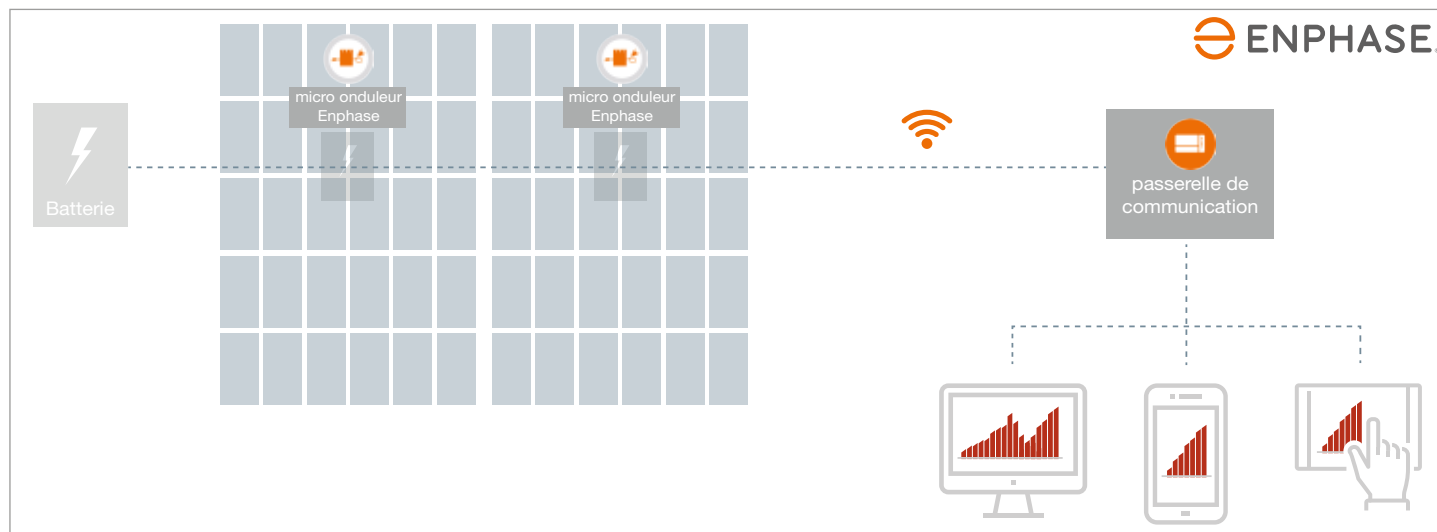 ENPHASE
micro onduleur
Enphase
micro onduleur
Enphase
Batterie
passerelle de
communication